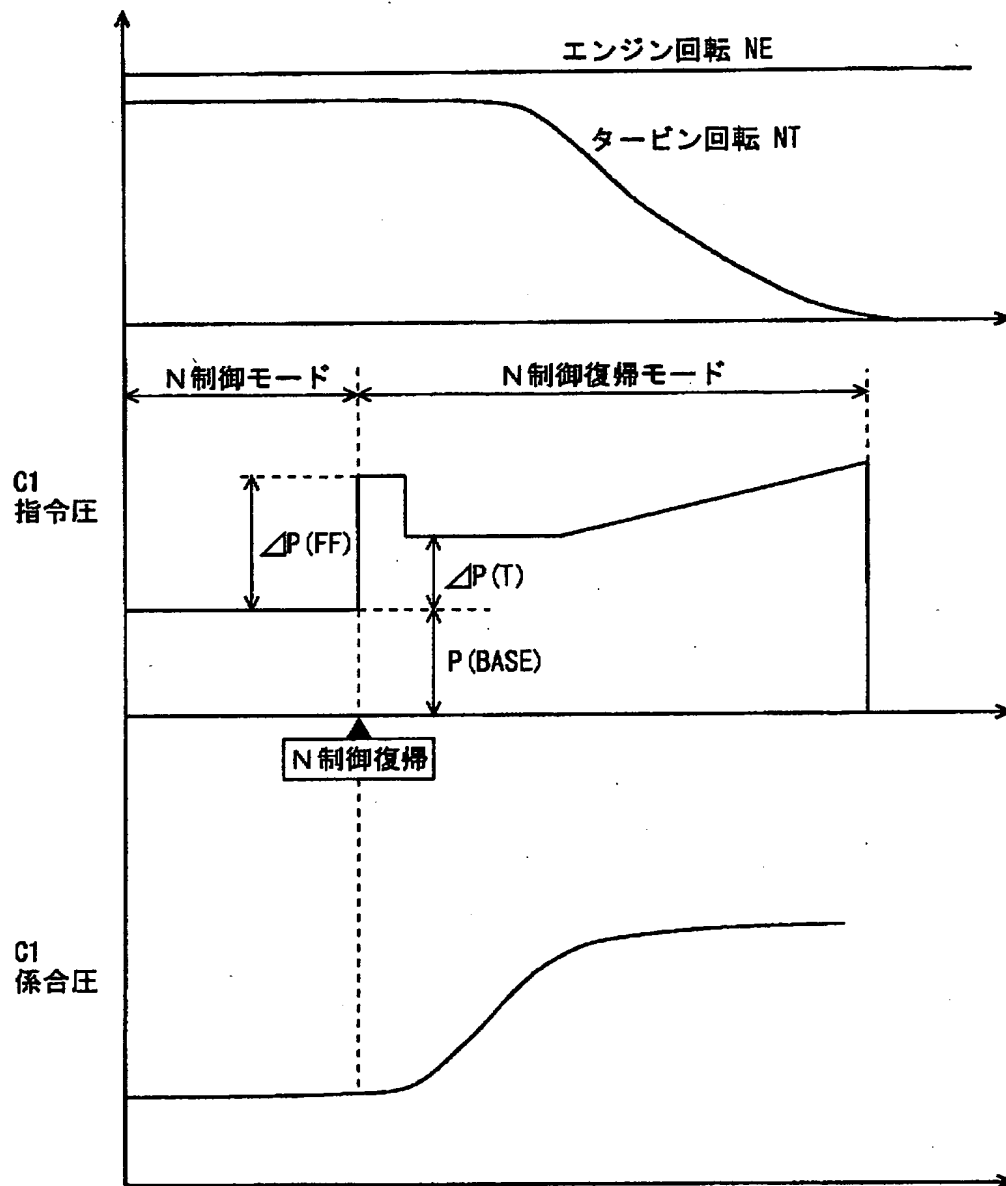 エンジン回転 NE
タービン回転 NT
N制御モード
N制御復帰モード
C1
指令圧
⊿P(FF)
⊿P(T)
P(BASE)
N制御復帰
C1
係合圧